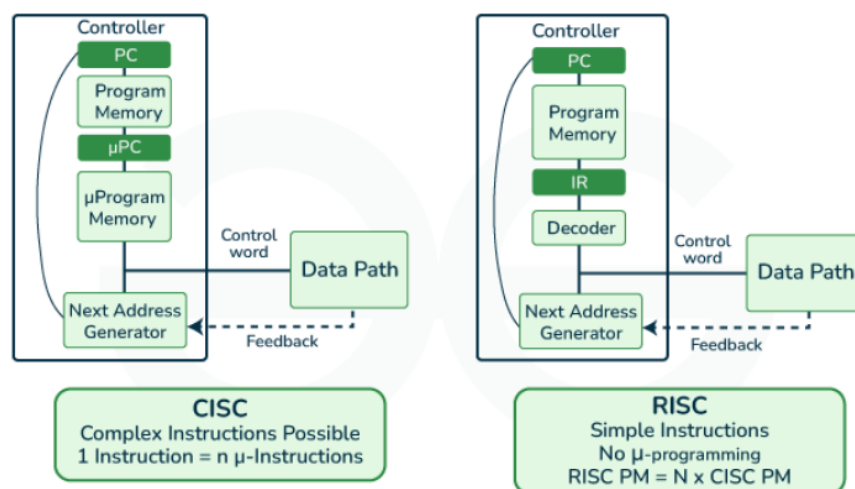 Controller
PC
Program
Memory
µPC
µProgram
Memory
Control
word
Data Path
Next Address
Generator
Feedback
CISC
Complex Instructions Possible
1 Instruction = n µ-Instructions
Controller
PC
Program
Memory
IR
Decoder
Control
word
Data Path
Next Address
Generator
Feedback
RISC
Simple Instructions
No µ-programming
RISC PM = N x CISC PM